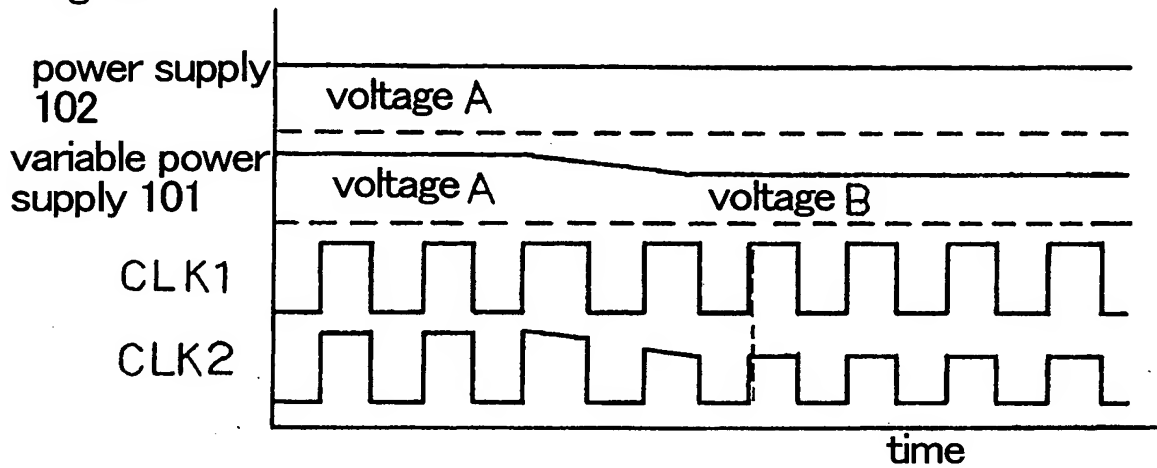 power supply
102
voltage A
variable power
supply 101
voltage A
voltage B
CLK1
CLK2
time